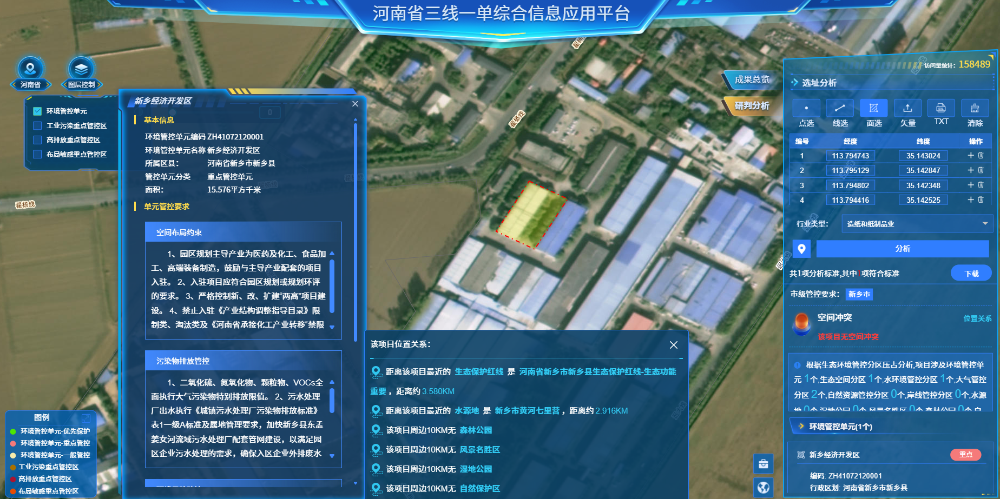 河南省三线一单综合信息应用平台
河南省
图层控制
环境管控单元
工业污染重点管控区
高排放重点管控区
布局敏感重点管控区
新乡经济开发区
0
基本信息
环境管控单元编码 ZH41072120001
环境管控单元名称 新乡经济开发区
所属区县： 河南省新乡市新乡县
管控单元分类 重点管控单元
面积： 15.576平方千米
单元管控要求
空间布局约束
1、园区规划主导产业为医药及化工、食品加
工、高端装备制造，鼓励与主导产业配套的项目
入驻。 2、入驻项目应符合园区规划或规划环评
的要求。 3、严格控制新、改、扩建“两高”项目建
设。 4、禁止入驻《产业结构调整指导目录》限
制类、淘汰类及《河南省承接化工产业转移“禁限
污染物排放管控
1、二氧化硫、氮氧化物、颗粒物、VOCs全
面执行大气污染物特别排放限值。 2、污水处理
厂出水执行《城镇污水处理厂污染物排放标准》
表1一级A标准及属地管理要求，加快新乡县东孟
姜女河流域污水处理厂配套管网建设，以满足园
区企业污水处理的需求，确保入区企业外排废水
翟杨线
翟杨线
翟杨线
图例
环境管控单元-优先保护
环境管控单元-重点管控
环境管控单元-一般管控
工业污染重点管控区
高排放重点管控区
布局敏感重点管控区
该项目位置关系：
距离该项目最近的 生态保护红线 是 河南省新乡市新乡县生态保护红线-生态功能
重要 ，距离约 3.580KM
距离该项目最近的 水源地 是 新乡市黄河七里营 ，距离约 2.916KM
该项目周边10KM无 森林公园
该项目周边10KM无 风景名胜区
该项目周边10KM无 湿地公园
该项目周边10KM无 自然保护区
成果总览
研判分析
访问量统计： 158489
选址分析
点选 线选 面选 矢量 TXT 清除
编号 经度 纬度 操作
1 113.794743 35.143024
2 113.795129 35.142847
3 113.794802 35.142348
4 113.794416 35.142525
行业类型： 造纸和纸制品业
分析
共1项分析标准,其中1项符合标准
下载
市级管控要求： 新乡市
空间冲突
位置关系
该项目无空间冲突
根据生态环境管控分区压占分析,项目涉及环境管控单
元 1个,生态空间分区 1个,水环境管控分区 1个,大气管控
分区 2个,自然资源管控分区 0个,岸线管控分区 0个,水源
地 0个,湿地公园 0个,风景名胜区 0个,森林公园 0个,自
环境管控单元(1个)
新乡经济开发区
重点
编码: ZH41072120001
行政区划: 河南省新乡市新乡县